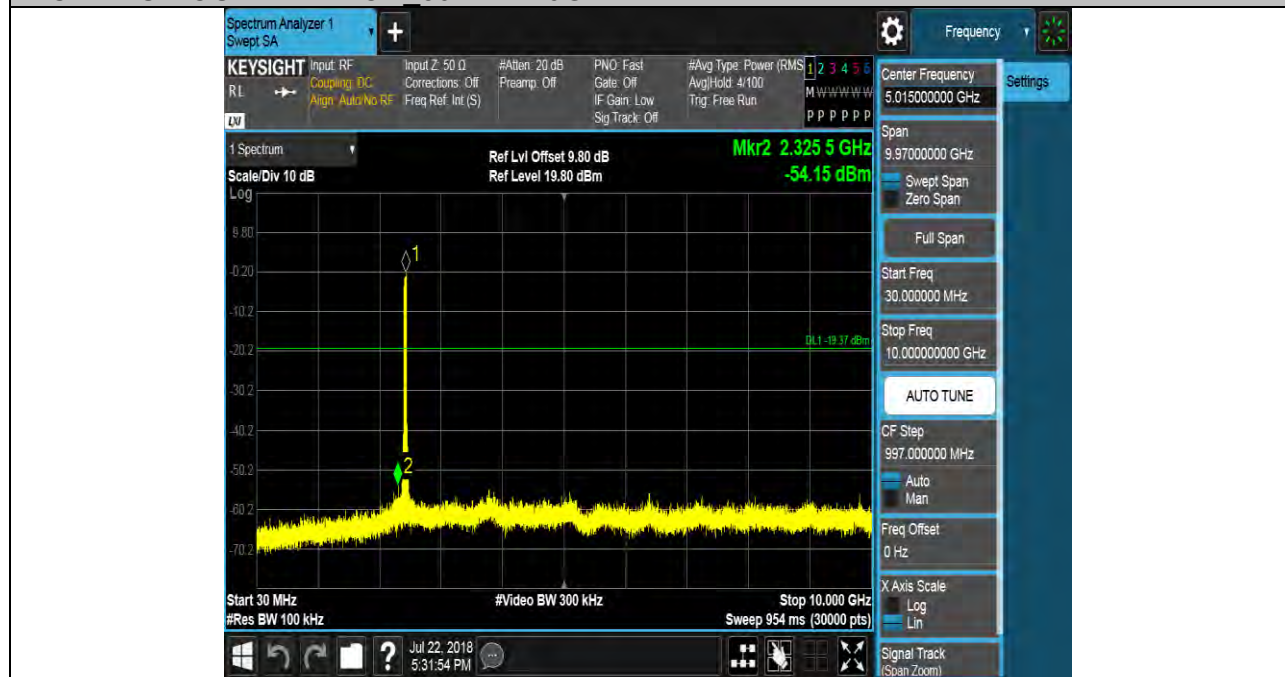 Spectrum Analyzer 1
Swept SA
+
Frequency
KEYSIGHT
RL
LXI
Input: RF
Coupling: DC
Align: Auto/No RF
Input Z: 50 Ω
Corrections: Off
Freq Ref: Int (S)
#Atten: 20 dB
Preamp: Off
PNO: Fast
Gate: Off
IF Gain: Low
Sig Track: Off
#Avg Type: Power (RMS
Avg|Hold: 4/100
Trig: Free Run
1 2 3 4 5 6
M W W W W W
P P P P P P
Center Frequency
5.015000000 GHz
Settings
1 Spectrum
Scale/Div 10 dB
Ref Lvl Offset 9.80 dB
Ref Level 19.80 dBm
Mkr2 2.325 5 GHz
-54.15 dBm
Log
9.80
-0.20
-10.2
-20.2
-30.2
-40.2
-50.2
-60.2
-70.2
1
2
DL1 -19.37 dBm
Span
9.97000000 GHz
Swept Span
Zero Span
Full Span
Start Freq
30.000000 MHz
Stop Freq
10.000000000 GHz
AUTO TUNE
CF Step
997.000000 MHz
Auto
Man
Freq Offset
0 Hz
X Axis Scale
Log
Lin
Signal Track
(Span Zoom)
Start 30 MHz
#Res BW 100 kHz
#Video BW 300 kHz
Stop 10.000 GHz
Sweep 954 ms (30000 pts)
?
Jul 22, 2018
5:31:54 PM